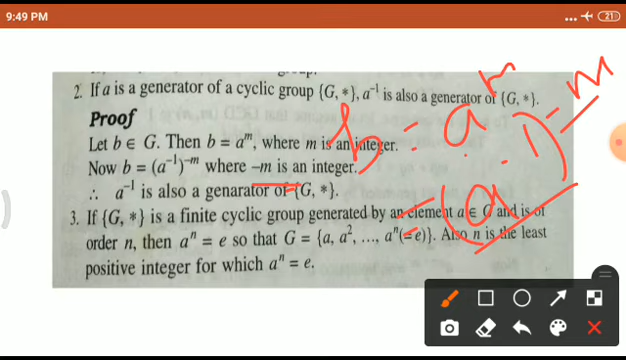 9:49 PM
21
2. If a is a generator of a cyclic group {G, *}, a⁻¹ is also a generator of {G, *}.
Proof
Let b ∈ G. Then b = aᵐ, where m is an integer.
Now b = (a⁻¹)⁻ᵐ where –m is an integer.
∴ a⁻¹ is also a genarator of {G, *}.
3. If {G, *} is a finite cyclic group generated by an element a ∈ G and is of
order n, then aⁿ = e so that G = {a, a², ..., aⁿ(= e)}. Also n is the least
positive integer for which aⁿ = e.
b = aᵐ
= (a⁻¹)⁻ᵐ